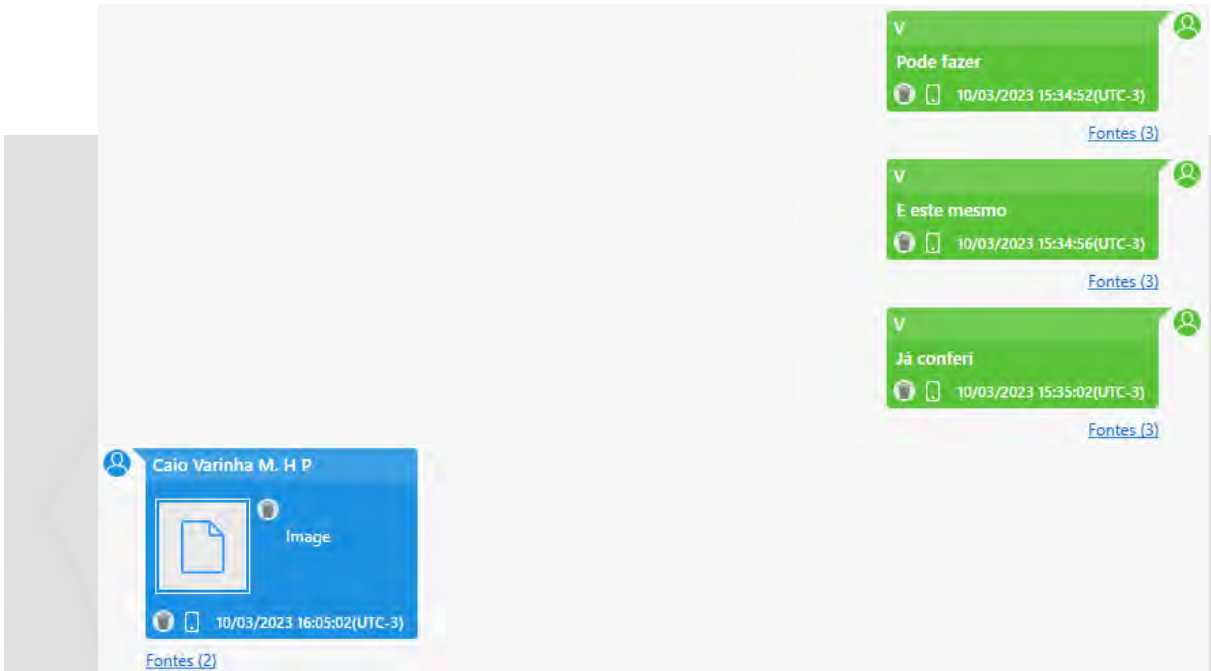 V
Pode fazer
10/03/2023 15:34:52(UTC-3)
Fontes (3)
V
E este mesmo
10/03/2023 15:34:56(UTC-3)
Fontes (3)
V
Já conferi
10/03/2023 15:35:02(UTC-3)
Fontes (3)
Caio Varinha M. H P
Image
10/03/2023 16:05:02(UTC-3)
Fontes (2)